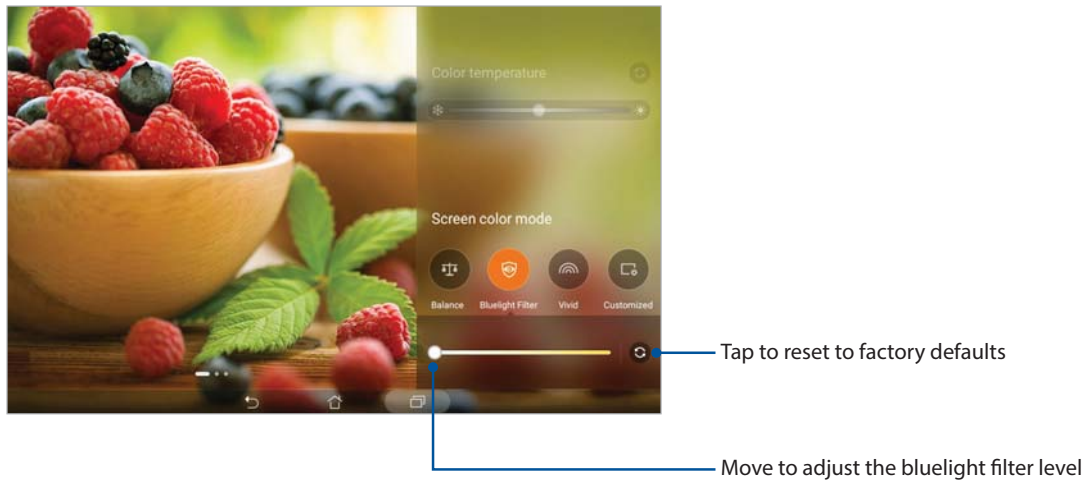 Color temperature
Screen color mode
Balance Bluelight Filter Vivid Customized
Tap to reset to factory defaults
Move to adjust the bluelight filter level